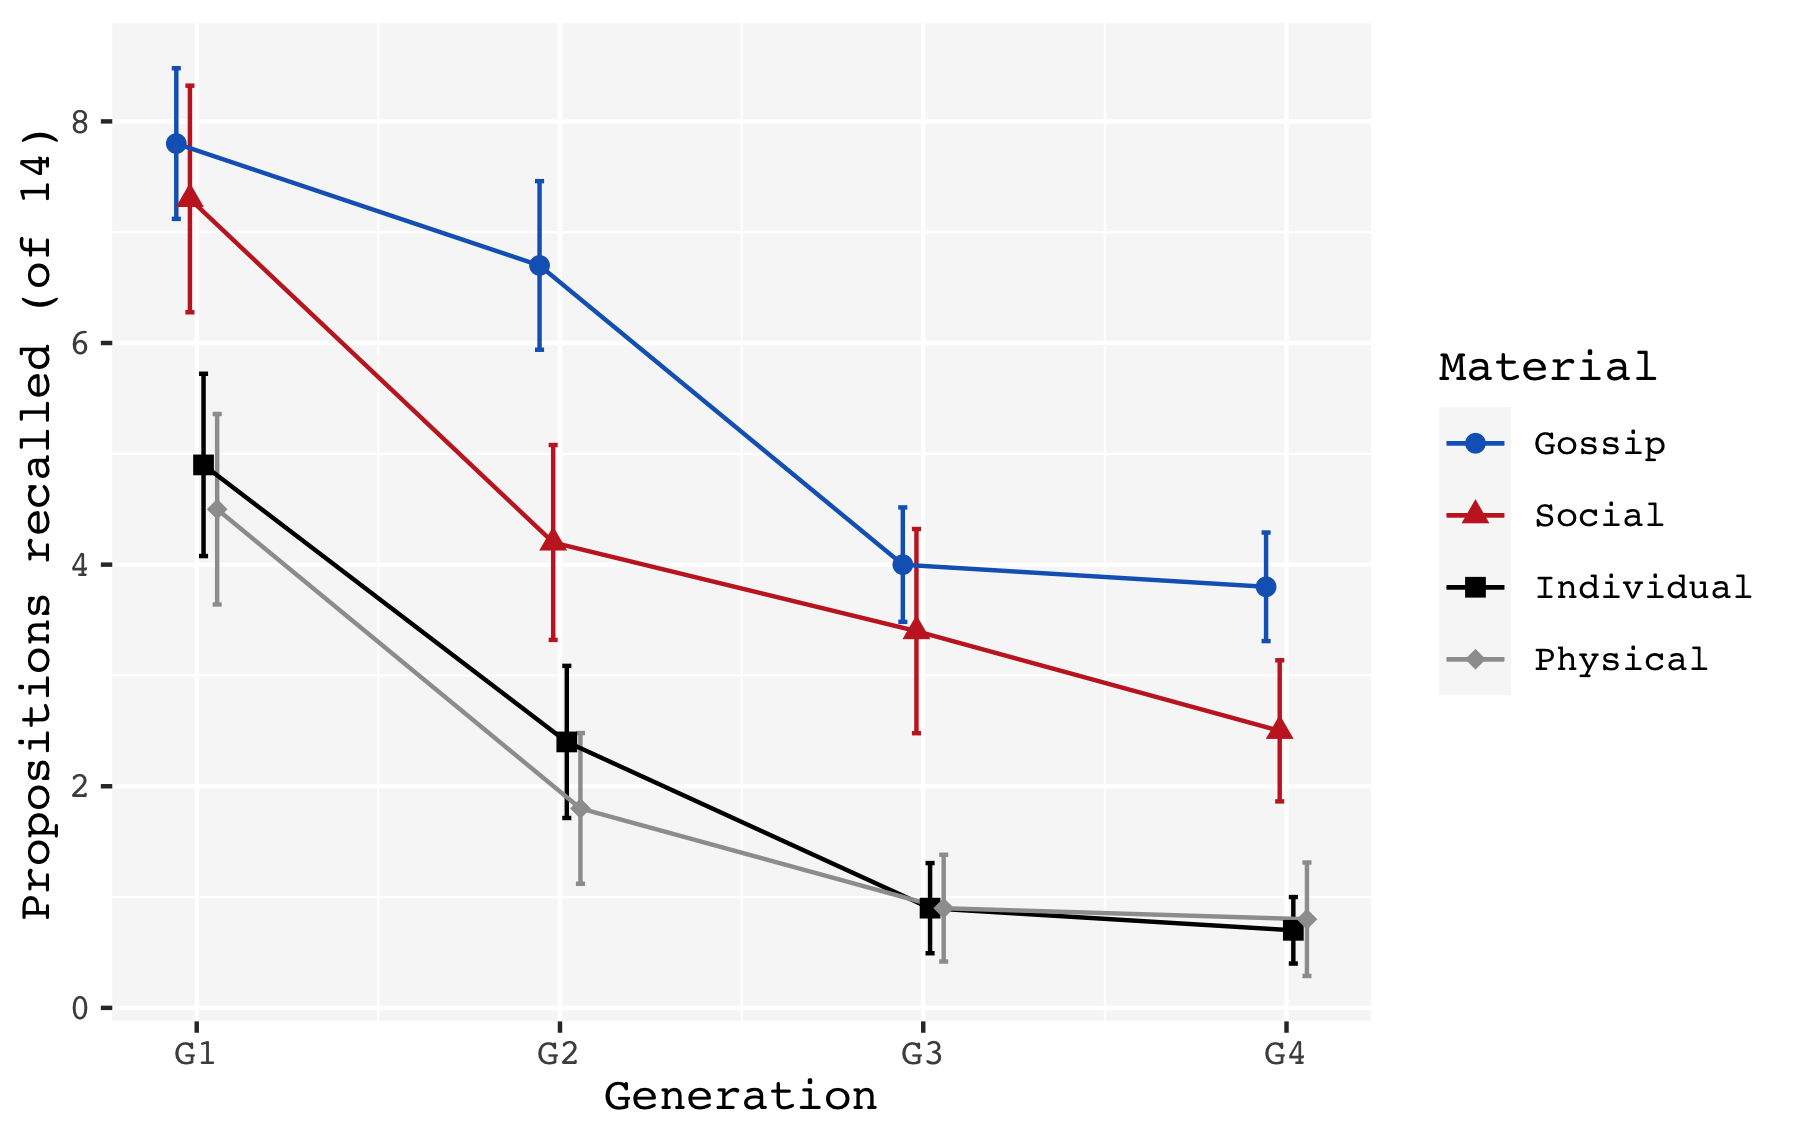 Propositions recalled (of 14)
8
6
4
2
0
G1 G2 G3 G4
Generation
Material
Gossip
Social
Individual
Physical